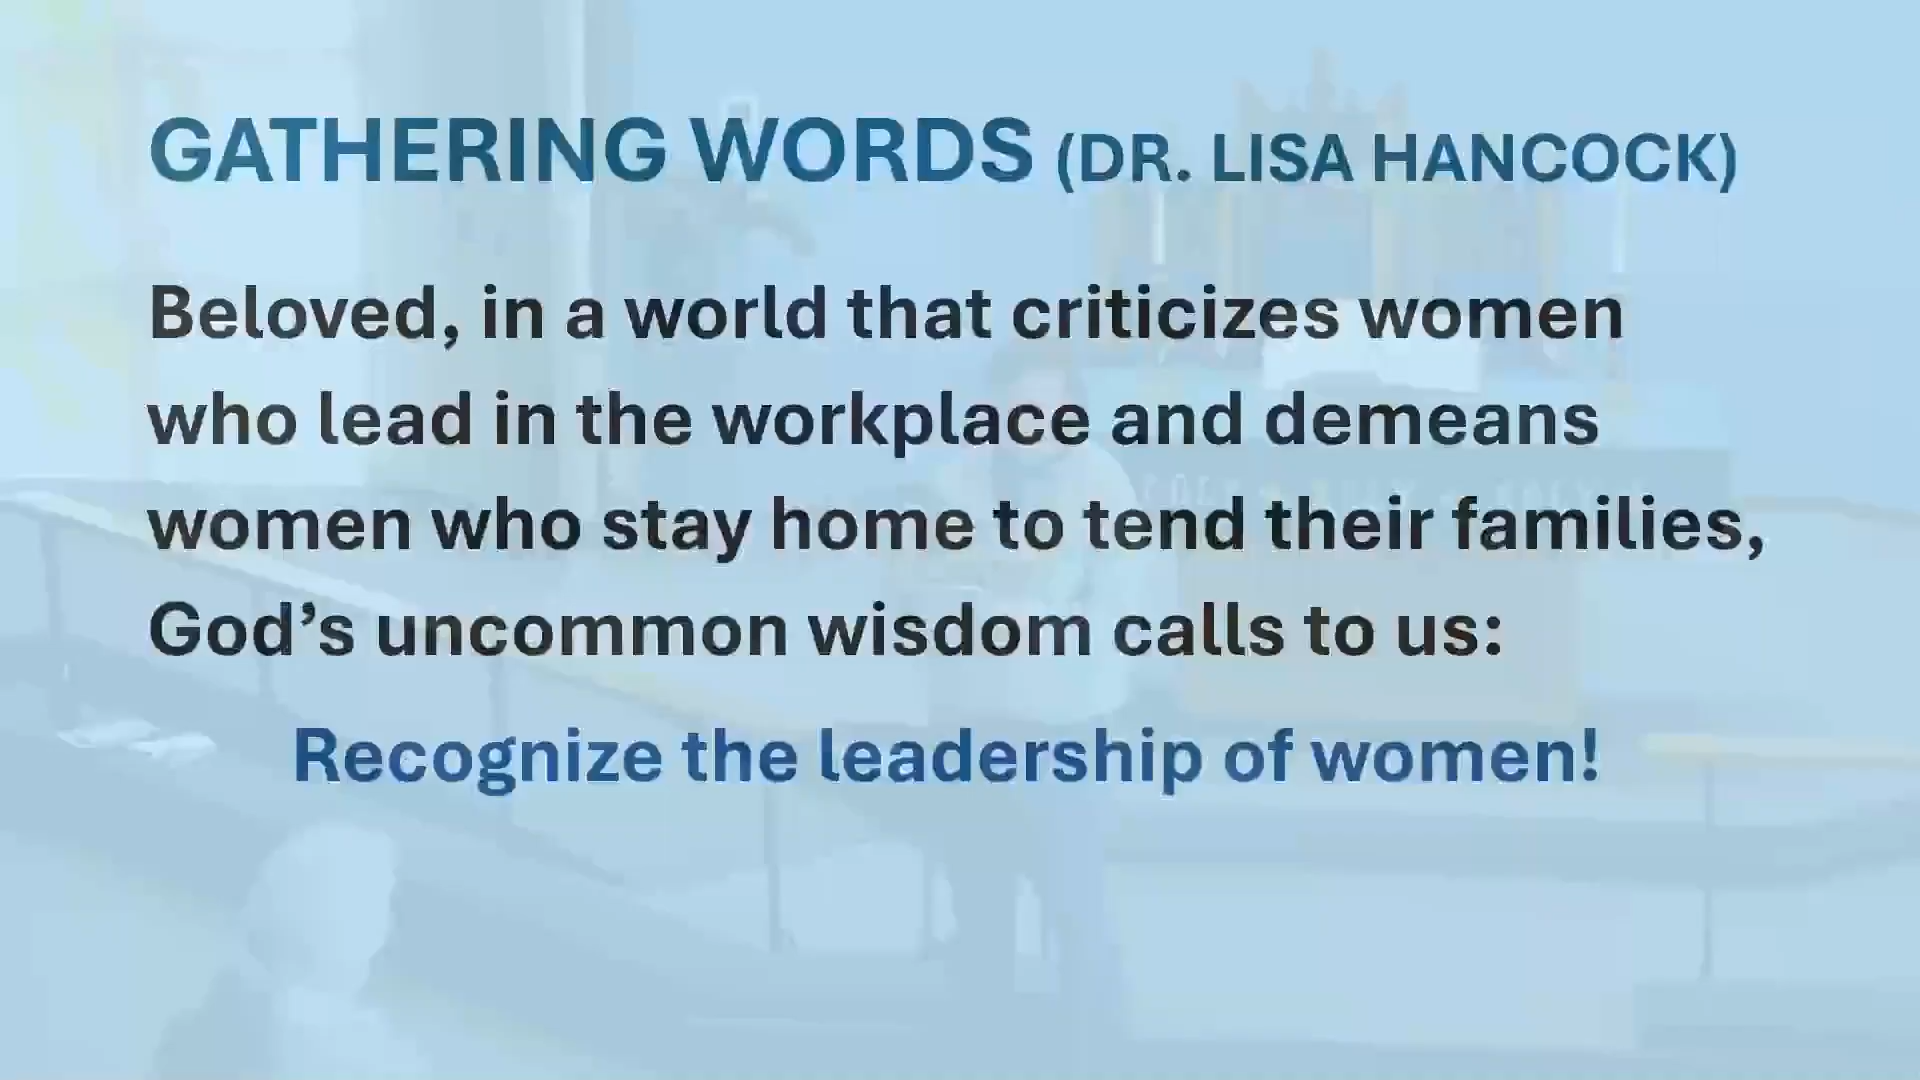 GATHERING WORDS (DR. LISA HANCOCK)
Beloved, in a world that criticizes women
who lead in the workplace and demeans
women who stay home to tend their families,
God’s uncommon wisdom calls to us:
Recognize the leadership of women!